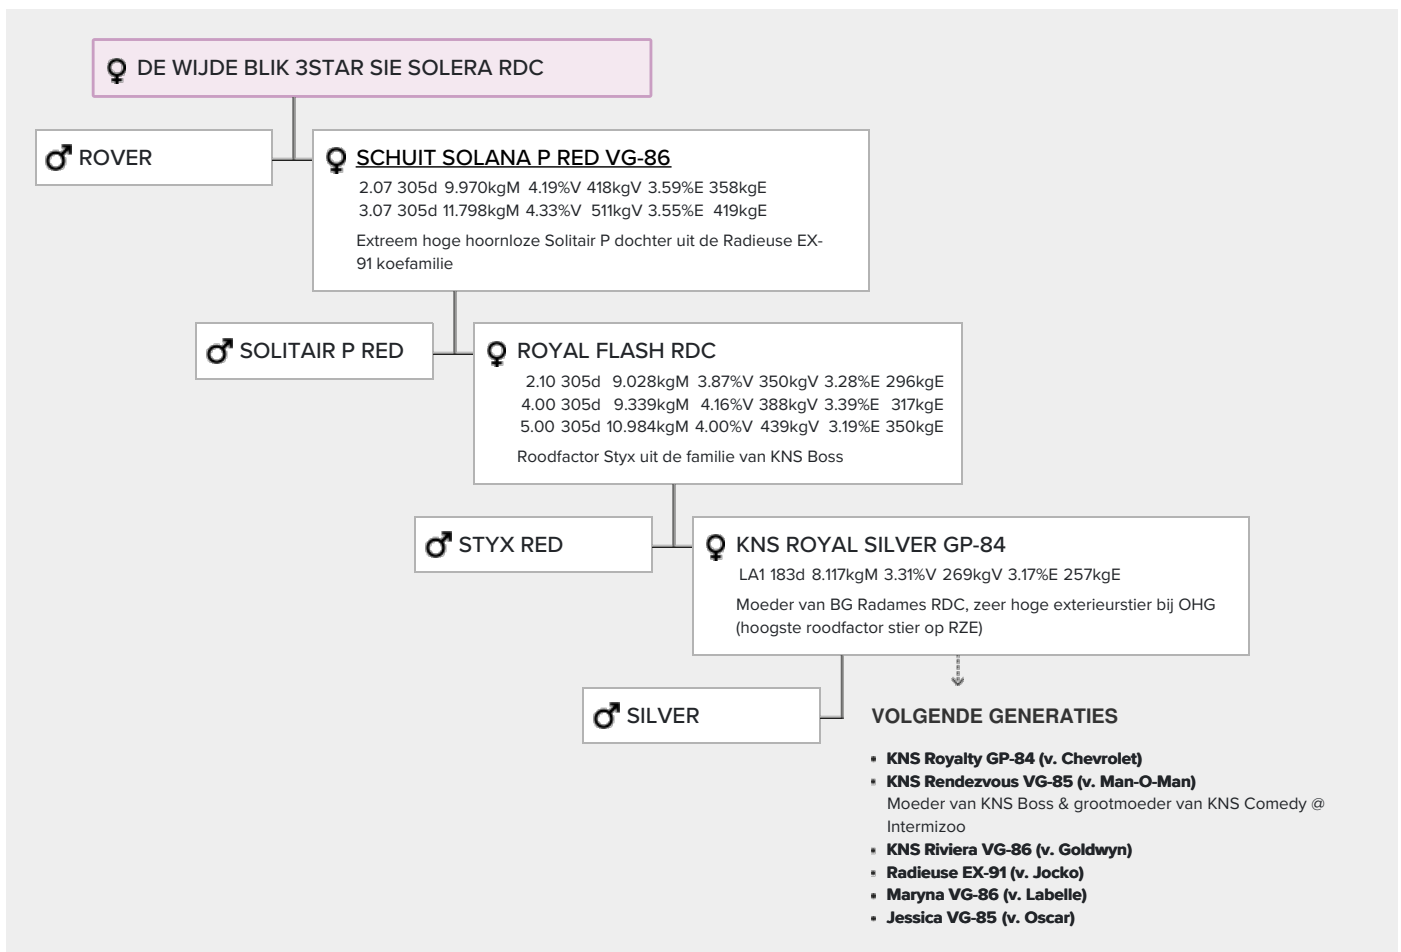 DE WIJDE BLIK 3STAR SIE SOLERA RDC
ROVER
SCHUIT SOLANA P RED VG-86
2.07 305d 9.970kgM 4.19%V 418kgV 3.59%E 358kgE
3.07 305d 11.798kgM 4.33%V 511kgV 3.55%E 419kgE
Extreem hoge hoornloze Solitair P dochter uit de Radieuse EX-
91 koefamilie
SOLITAIR P RED
ROYAL FLASH RDC
2.10 305d 9.028kgM 3.87%V 350kgV 3.28%E 296kgE
4.00 305d 9.339kgM 4.16%V 388kgV 3.39%E 317kgE
5.00 305d 10.984kgM 4.00%V 439kgV 3.19%E 350kgE
Roodfactor Styx uit de familie van KNS Boss
STYX RED
KNS ROYAL SILVER GP-84
LA1 183d 8.117kgM 3.31%V 269kgV 3.17%E 257kgE
Moeder van BG Radames RDC, zeer hoge exterieurstier bij OHG
(hoogste roodfactor stier op RZE)
SILVER
VOLGENDE GENERATIES
KNS Royalty GP-84 (v. Chevrolet)
KNS Rendezvous VG-85 (v. Man-O-Man)
Moeder van KNS Boss & grootmoeder van KNS Comedy @
Intermizoo
KNS Riviera VG-86 (v. Goldwyn)
Radieuse EX-91 (v. Jocko)
Maryna VG-86 (v. Labelle)
Jessica VG-85 (v. Oscar)